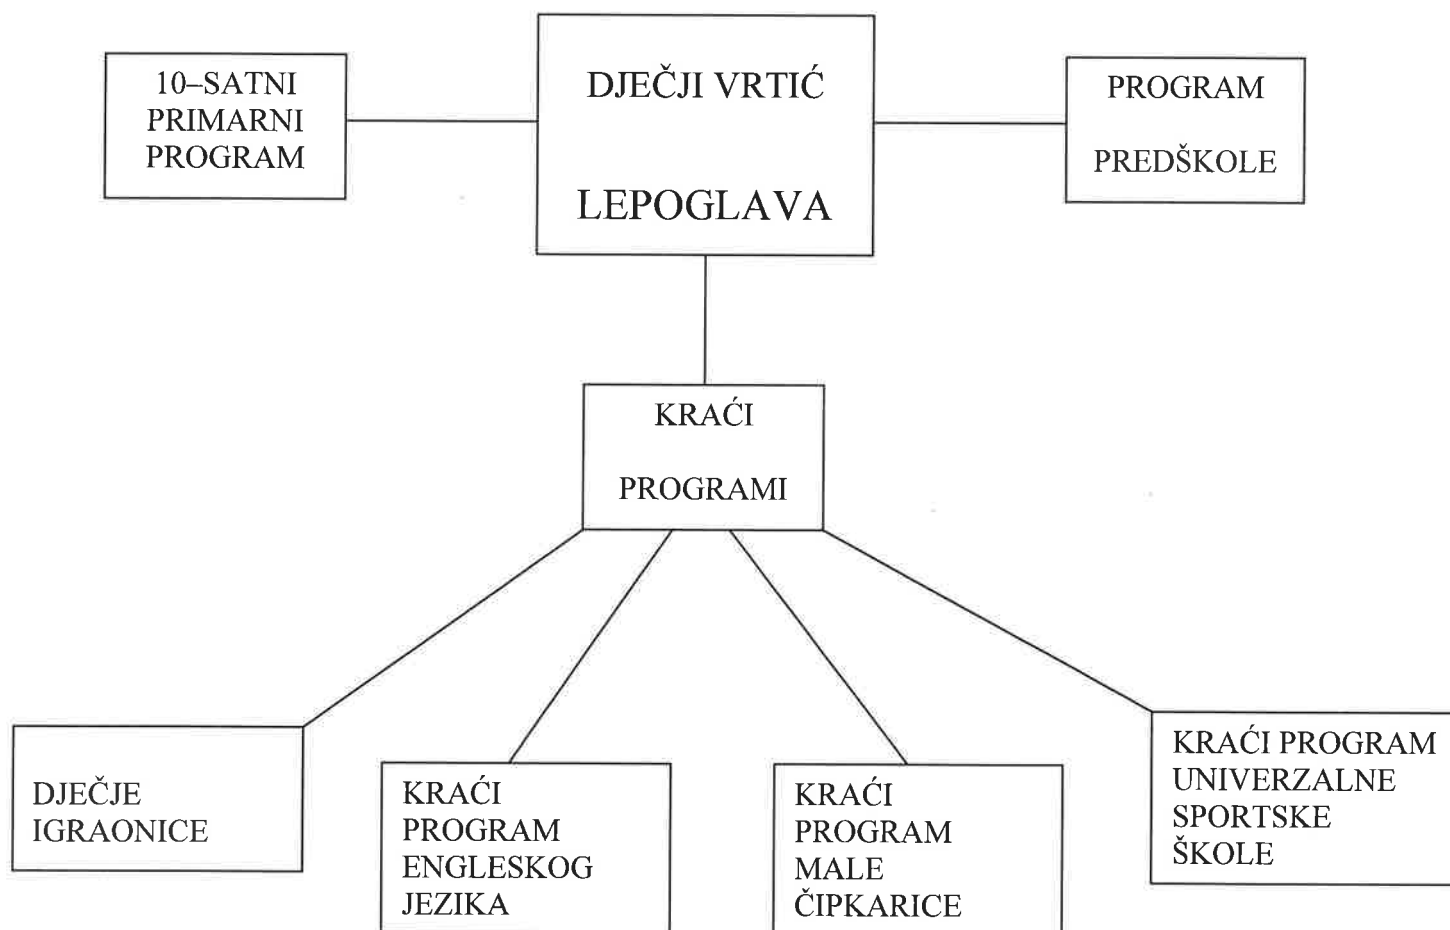 10–SATNI
PRIMARNI
PROGRAM
DJEČJI VRTIĆ
LEPOGLAVA
PROGRAM
PREDŠKOLE
KRAĆI
PROGRAMI
DJEČJE
IGRAONICE
KRAĆI
PROGRAM
ENGLESKOG
JEZIKA
KRAĆI
PROGRAM
MALE
ČIPKARICE
KRAĆI PROGRAM
UNIVERZALNE
SPORTSKE
ŠKOLE